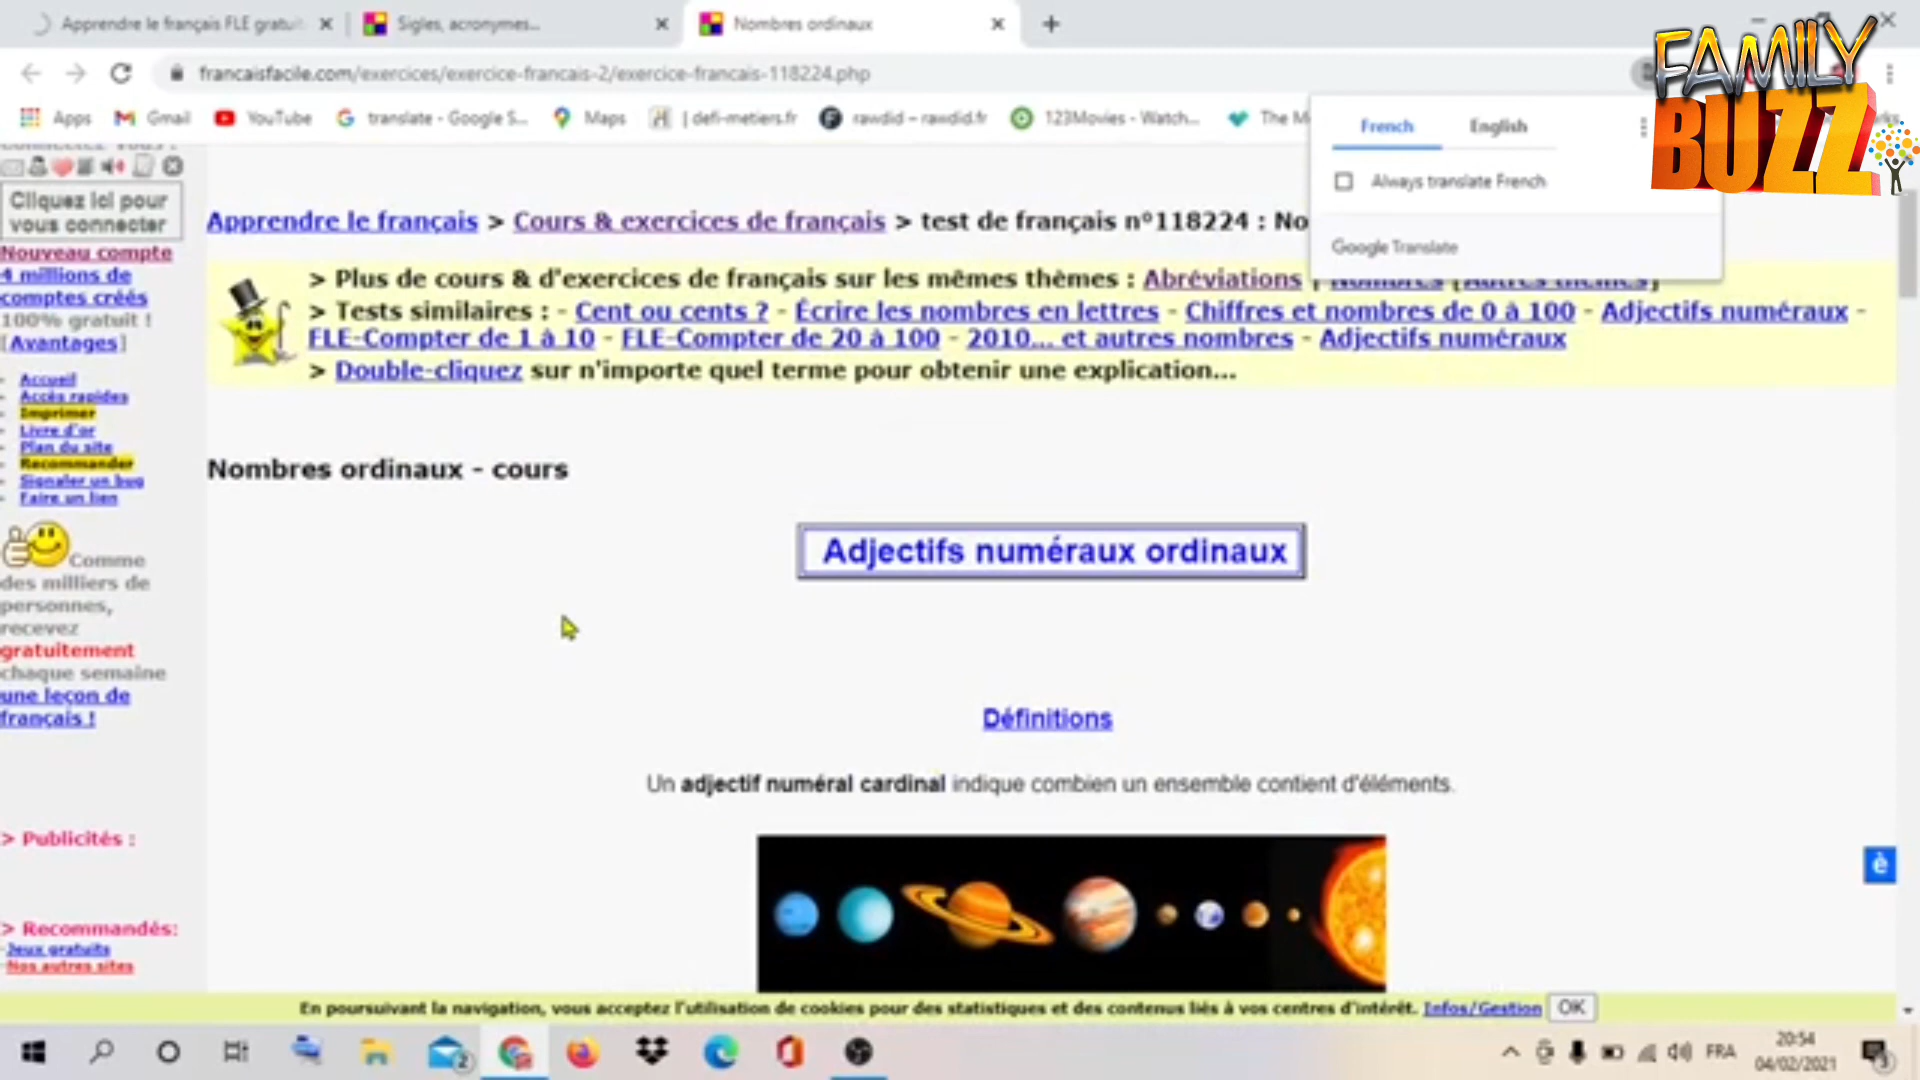 Apprendre le français FLE gratuit
Sigles, acronymes...
Nombres ordinaux
francaisfacile.com/exercices/exercice-francais-2/exercice-francais-118224.php
FAMILY
BUZZ
Apps
Gmail
YouTube
translate - Google S...
Maps
| defi-metiers.fr
rawdid – rawdid.fr
123Movies - Watch...
The M
French
English
Always translate French
Google Translate
Cliquez ici pour
vous connecter
Nouveau compte
4 millions de
comptes créés
100% gratuit !
[Avantages]
- Accueil
- Accès rapides
- Imprimer
- Livre d'or
- Plan du site
- Recommander
- Signaler un bug
- Faire un lien
Comme
des milliers de
personnes,
recevez
gratuitement
chaque semaine
une leçon de
français !
> Publicités :
> Recommandés:
-Jeux gratuits
-Nos autres sites
Apprendre le français > Cours & exercices de français > test de français n°118224 : No
> Plus de cours & d'exercices de français sur les mêmes thèmes : Abréviations | Nombres [Autres thèmes]
> Tests similaires : - Cent ou cents ? - Écrire les nombres en lettres - Chiffres et nombres de 0 à 100 - Adjectifs numéraux -
FLE-Compter de 1 à 10 - FLE-Compter de 20 à 100 - 2010... et autres nombres - Adjectifs numéraux
> Double-cliquez sur n'importe quel terme pour obtenir une explication...
Nombres ordinaux - cours
Adjectifs numéraux ordinaux
Définitions
Un adjectif numéral cardinal indique combien un ensemble contient d'éléments.
è
En poursuivant la navigation, vous acceptez l'utilisation de cookies pour des statistiques et des contenus liés à vos centres d'intérêt. Infos/Gestion OK
2
FRA
20:54
04/02/2021
3